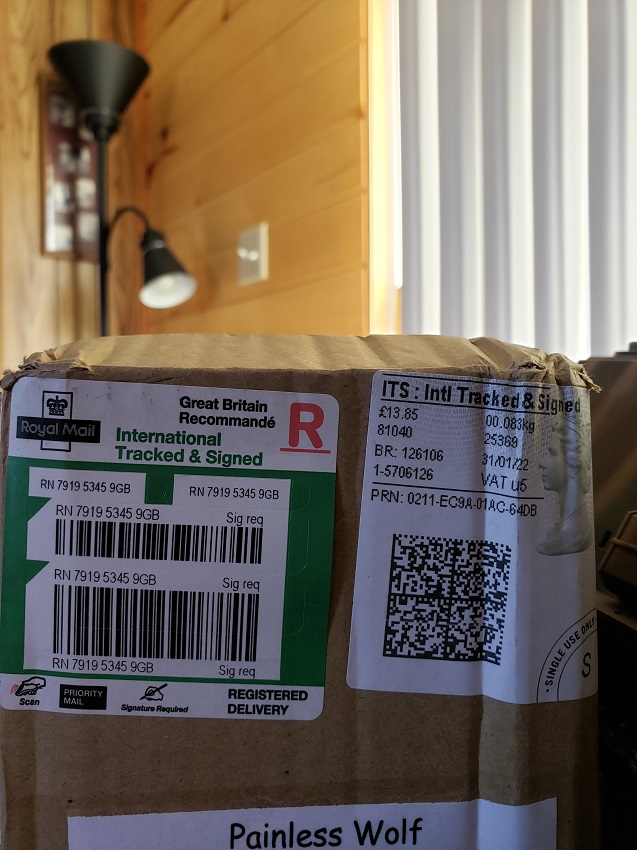 Royal Mail
Great Britain
Recommandé
R
International
Tracked & Signed
RN 7919 5345 9GB
RN 7919 5345 9GB
RN 7919 5345 9GB Sig req
RN 7919 5345 9GB Sig req
RN 7919 5345 9GB Sig req
Scan
PRIORITY
MAIL
Signature Required
REGISTERED
DELIVERY
ITS : Intl Tracked & Signed
£13.85 00.083kg
81040 25369
BR: 126106 31/01/22
1-5706126 VAT
PRN: 0211-EC9A-01AC-64DB
• SINGLE USE ONLY
S
Painless Wolf